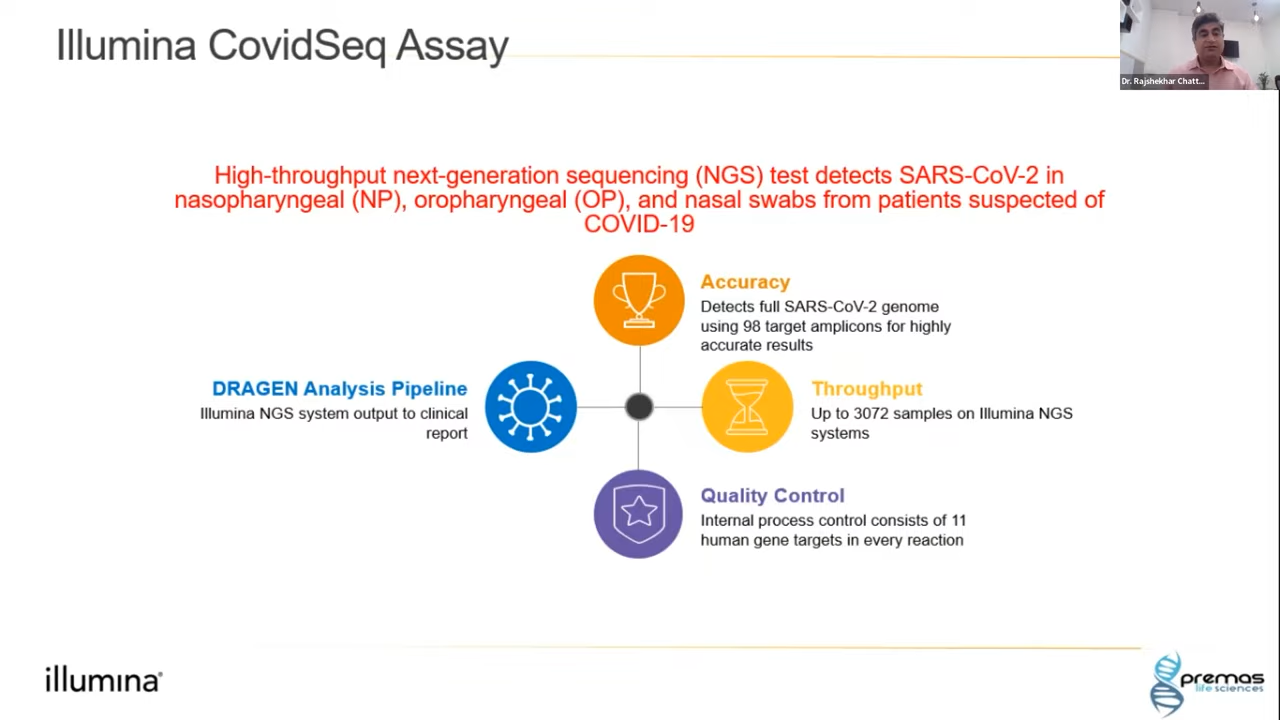 Illumina CovidSeq Assay
Dr. Rajshekhar Chatt...
High-throughput next-generation sequencing (NGS) test detects SARS-CoV-2 in
nasopharyngeal (NP), oropharyngeal (OP), and nasal swabs from patients suspected of
COVID-19
Accuracy
Detects full SARS-CoV-2 genome
using 98 target amplicons for highly
accurate results
DRAGEN Analysis Pipeline
Illumina NGS system output to clinical
report
Throughput
Up to 3072 samples on Illumina NGS
systems
Quality Control
Internal process control consists of 11
human gene targets in every reaction
illumina®
premas
life sciences